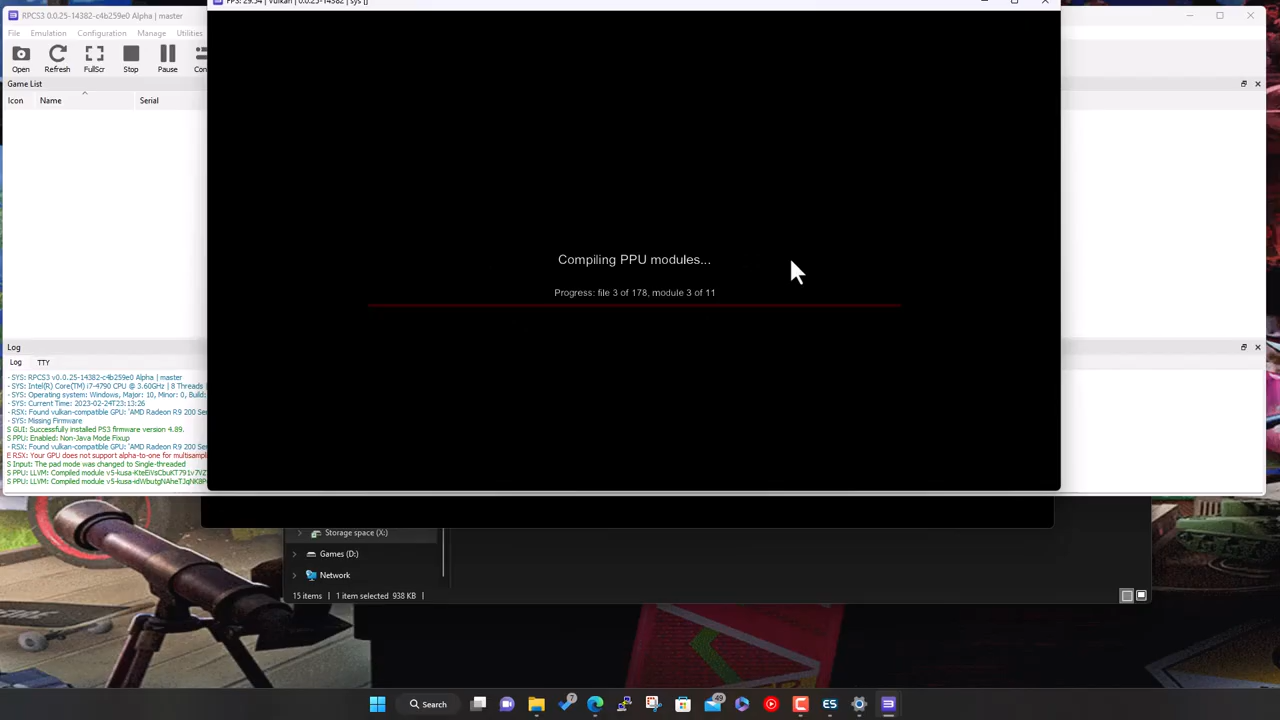 FPS: 29.54 | Vulkan | 0.0.25-14382 | sys []
RPCS3 0.0.25-14382-c4b259e0 Alpha | master
File Emulation Configuration Manage Utilities
Open Refresh FullScr Stop Pause Con
Game List
Icon Name Serial
Compiling PPU modules...
Progress: file 3 of 178, module 3 of 11
Log
Log TTY
· SYS: RPCS3 v0.0.25-14382-c4b259e0 Alpha | master
· SYS: Intel(R) Core(TM) i7-4790 CPU @ 3.60GHz | 8 Threads |
· SYS: Operating system: Windows, Major: 10, Minor: 0, Build:
· SYS: Current Time: 2023-02-24T23:13:26
· RSX: Found vulkan-compatible GPU: 'AMD Radeon R9 200 Ser
· SYS: Missing Firmware
S GUI: Successfully installed PS3 firmware version 4.89.
S PPU: Enabled: Non-Java Mode Fixup
· RSX: Found vulkan-compatible GPU: 'AMD Radeon R9 200 Ser
E RSX: Your GPU does not support alpha-to-one for multisampl
S Input: The pad mode was changed to Single-threaded
S PPU: LLVM: Compiled module
S PPU: LLVM: Compiled module
Storage space (X:)
Games (D:)
Network
15 items | 1 item selected 938 KB |
Search 7 49 ES